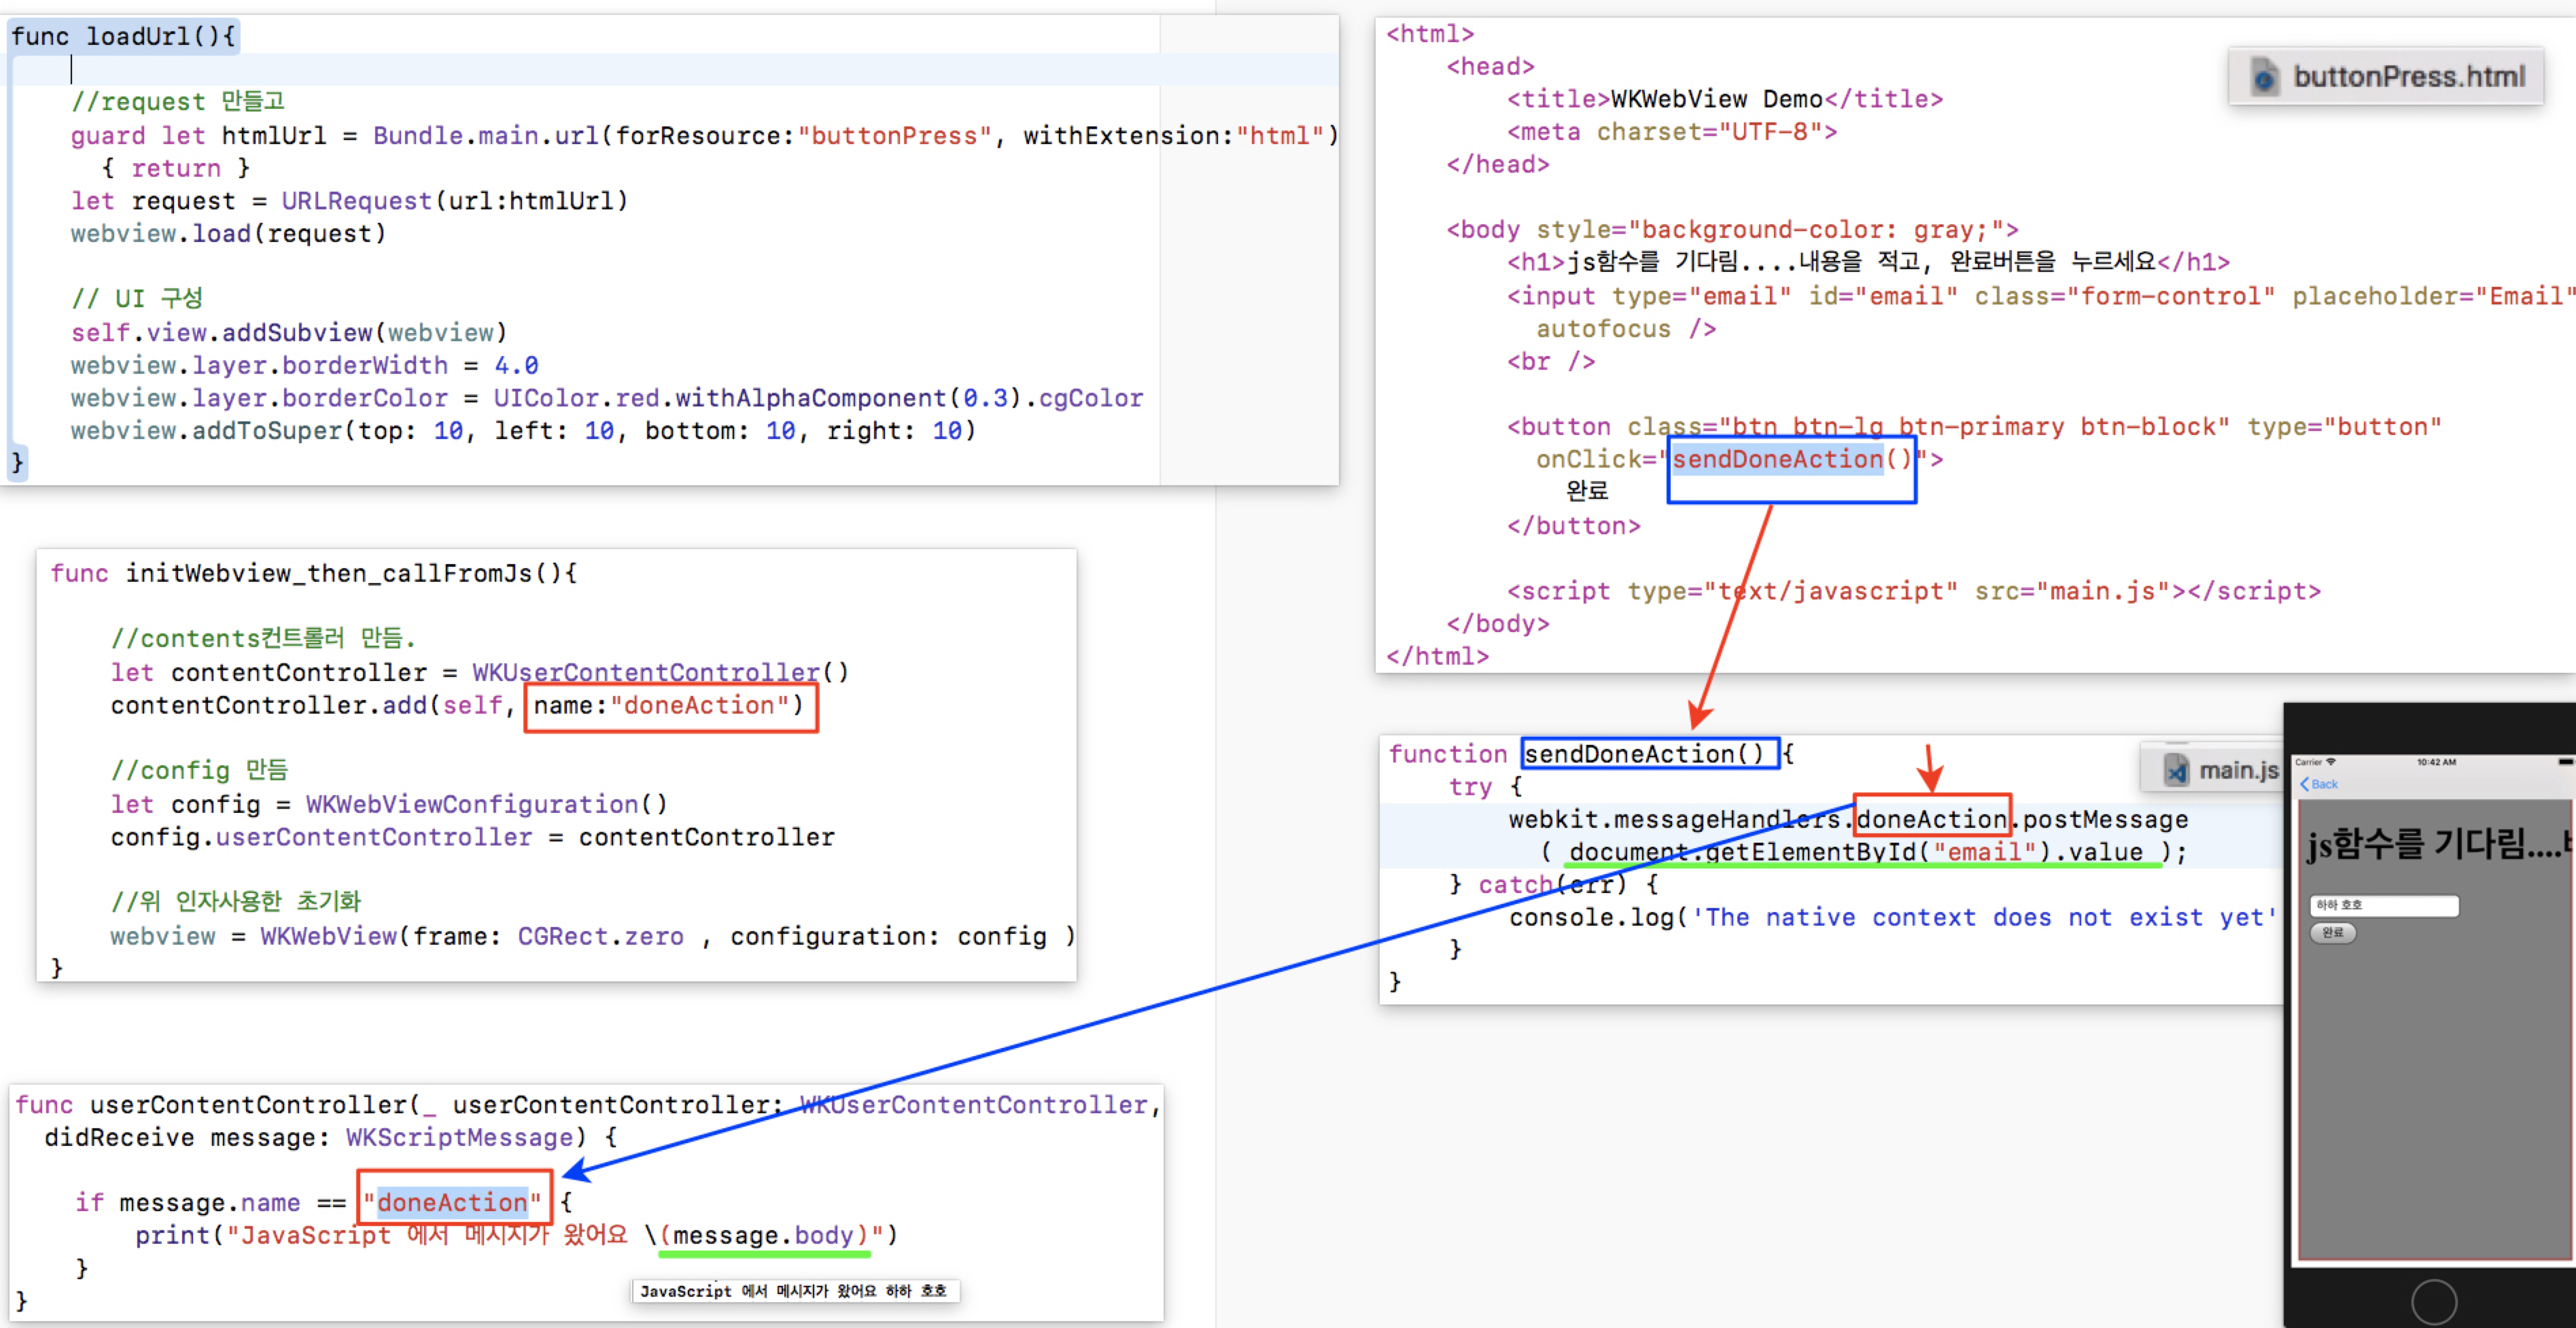 func loadUrl(){
//request 만들고
guard let htmlUrl = Bundle.main.url(forResource:"buttonPress", withExtension:"html")
{ return }
let request = URLRequest(url:htmlUrl)
webview.load(request)
// UI 구성
self.view.addSubview(webview)
webview.layer.borderWidth = 4.0
webview.layer.borderColor = UIColor.red.withAlphaComponent(0.3).cgColor
webview.addToSuper(top: 10, left: 10, bottom: 10, right: 10)
}
func initWebview_then_callFromJs(){
//contents컨트롤러 만듬.
let contentController = WKUserContentController()
contentController.add(self, name:"doneAction")
//config 만듬
let config = WKWebViewConfiguration()
config.userContentController = contentController
//위 인자사용한 초기화
webview = WKWebView(frame: CGRect.zero , configuration: config )
}
func userContentController(_ userContentController: WKUserContentController,
didReceive message: WKScriptMessage) {
if message.name == "doneAction" {
print("JavaScript 에서 메시지가 왔어요 \(message.body)")
}
}
JavaScript 에서 메시지가 왔어요 하하 호호
<html>
<head>
<title>WKWebView Demo</title>
<meta charset="UTF-8">
</head>
<body style="background-color: gray;">
<h1>js함수를 기다림....내용을 적고, 완료버튼을 누르세요</h1>
<input type="email" id="email" class="form-control" placeholder="Email"
autofocus />
<br />
<button class="btn btn-lg btn-primary btn-block" type="button"
onClick="sendDoneAction()">
완료
</button>
<script type="text/javascript" src="main.js"></script>
</body>
</html>
buttonPress.html
function sendDoneAction() {
try {
webkit.messageHandlers.doneAction.postMessage
( document.getElementById("email").value );
} catch(err) {
console.log('The native context does not exist yet'
}
}
main.js
Carrier 10:42 AM
Back
js함수를 기다림....
하하 호호
완료